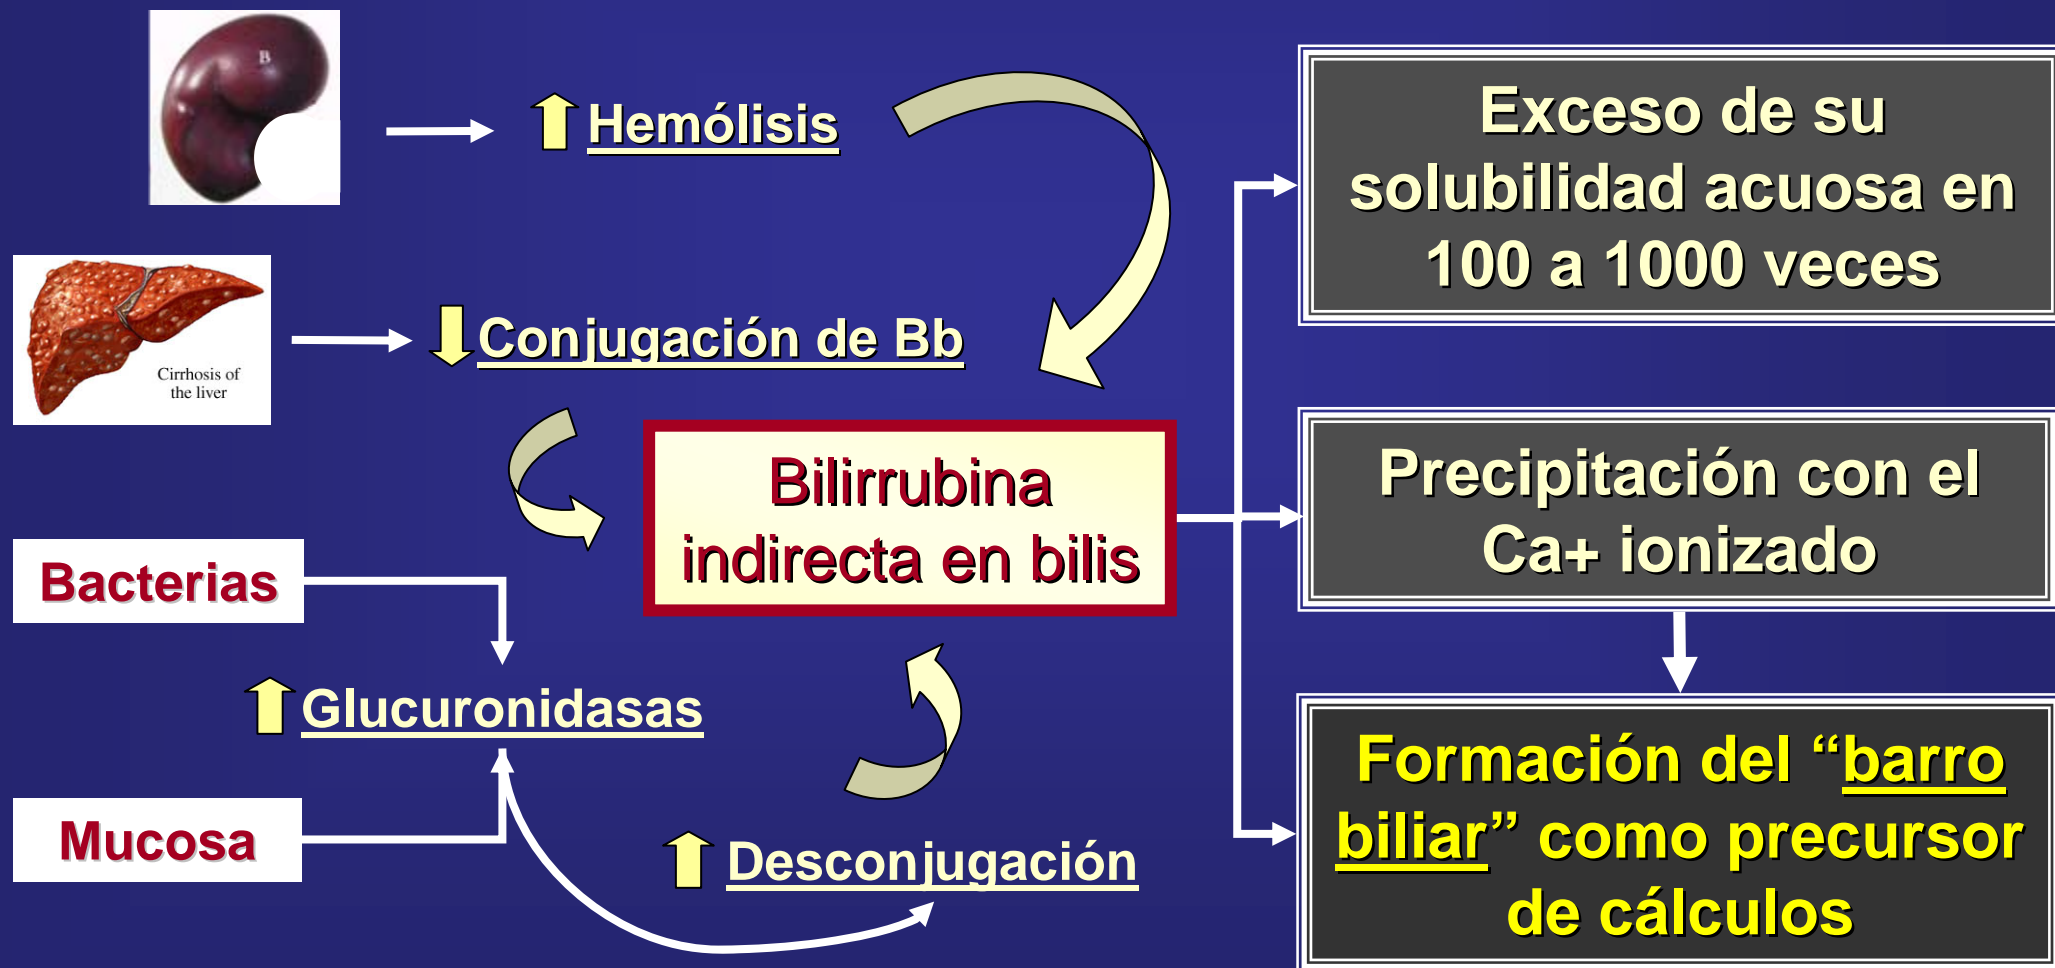 B
Hemólisis
Cirrhosis of
the liver
Conjugación de Bb
Bilirrubina
indirecta en bilis
Bacterias
Glucuronidasas
Mucosa
Desconjugación
Exceso de su
solubilidad acuosa en
100 a 1000 veces
Precipitación con el
Ca+ ionizado
Formación del “barro
biliar” como precursor
de cálculos